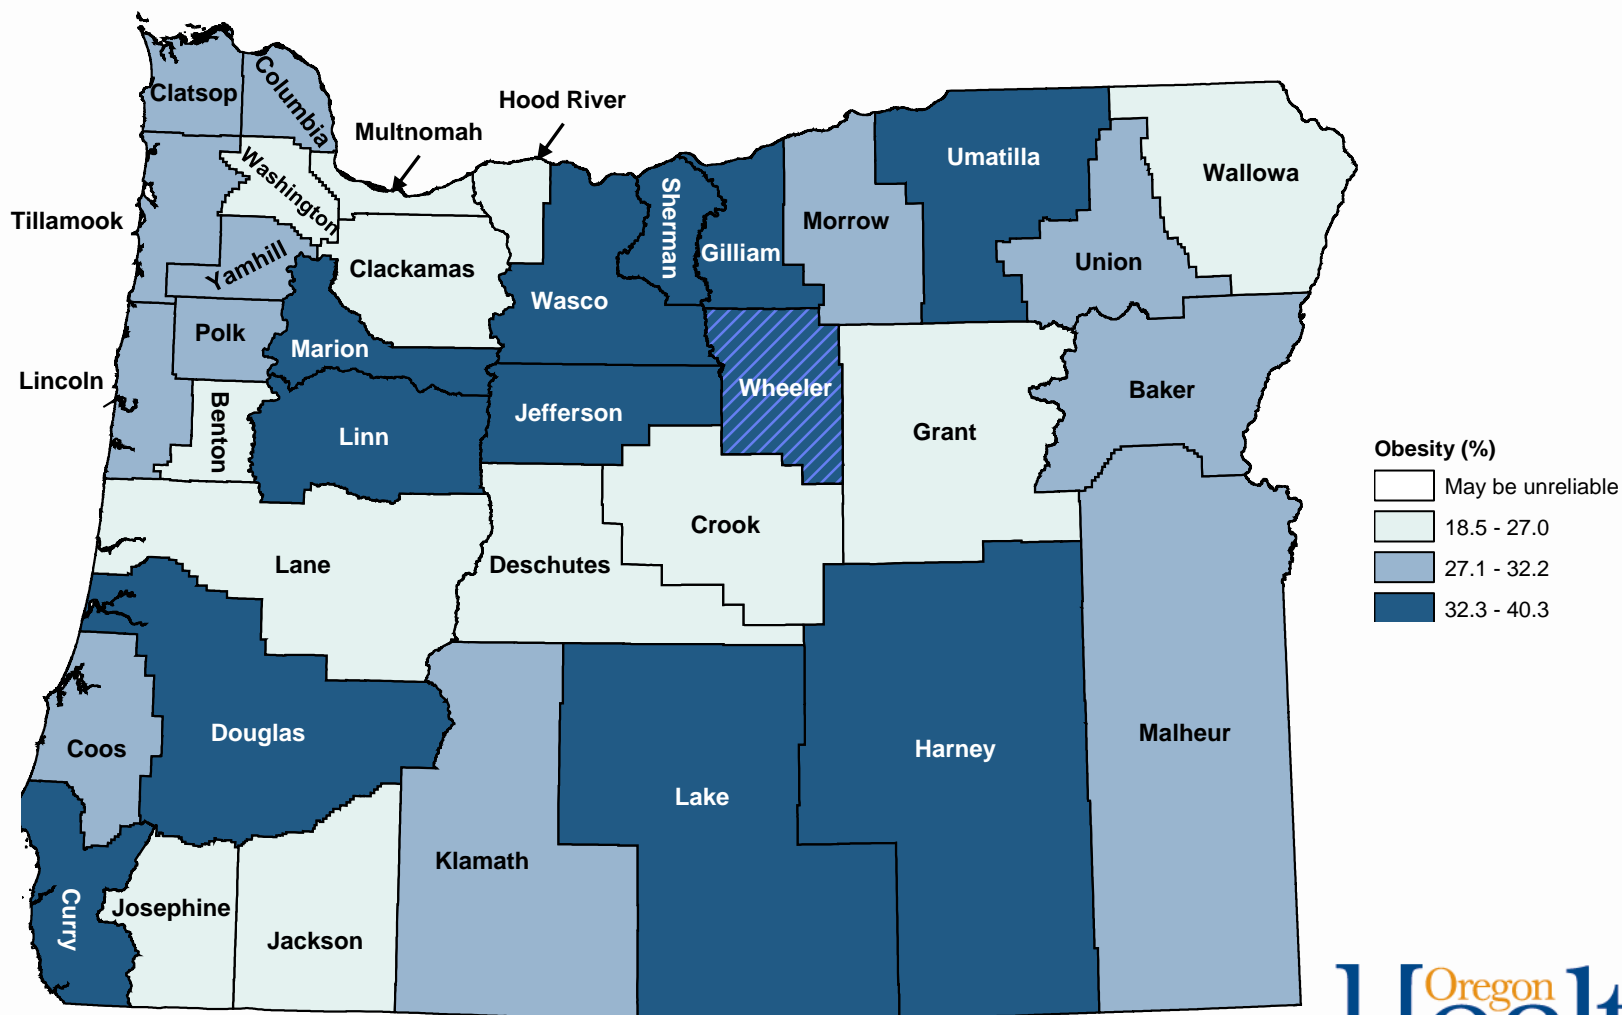 Clatsop
Columbia
Hood River
Multnomah
Umatilla
Wallowa
Washington
Tillamook
Sherman
Morrow
Gilliam
Yamhill
Clackamas
Union
Wasco
Polk
Marion
Lincoln
Wheeler
Baker
Jefferson
Benton
Linn
Grant
Crook
Lane
Deschutes
Douglas
Coos
Harney
Malheur
Lake
Klamath
Curry
Josephine
Jackson
Obesity (%)
May be unreliable
18.5 - 27.0
27.1 - 32.2
32.3 - 40.3
Oregon